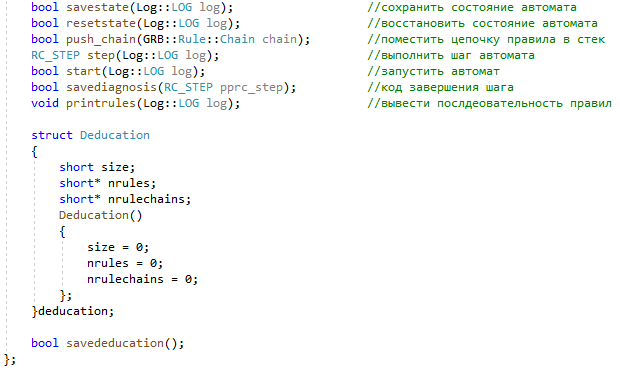 bool savestate(Log::LOG log);                   //сохранить состояние автомата
bool resetstate(Log::LOG log);                  //восстановить состояние автомата
bool push_chain(GRB::Rule::Chain chain);        //поместить цепочку правила в стек
RC_STEP step(Log::LOG log);                     //выполнить шаг автомата
bool start(Log::LOG log);                       //запустить автомат
bool savediagnosis(RC_STEP pprc_step);          //код завершения шага
void printrules(Log::LOG log);                  //вывести послдеовательность правил
struct Deducation
{
short size;
short* nrules;
short* nrulechains;
Deducation()
{
size = 0;
nrules = 0;
nrulechains = 0;
};
}deducation;
bool savededucation();
};